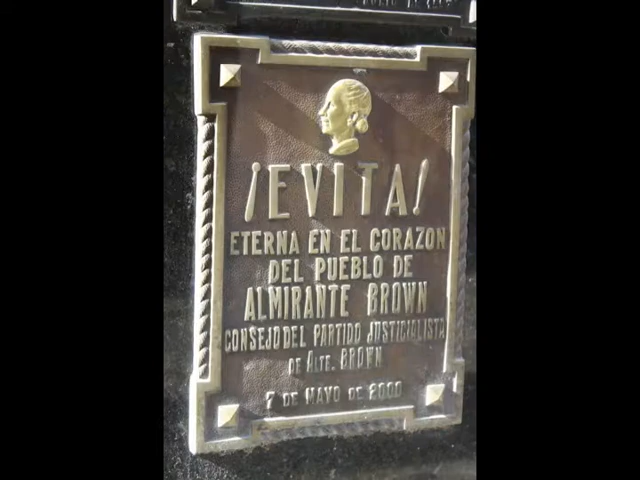 ¡EVITA!
ETERNA EN EL CORAZON
DEL PUEBLO DE
ALMIRANTE BROWN
CONSEJO DEL PARTIDO JUSTICIALISTA
DE ALTE. BROWN
7 DE MAYO DE 2000